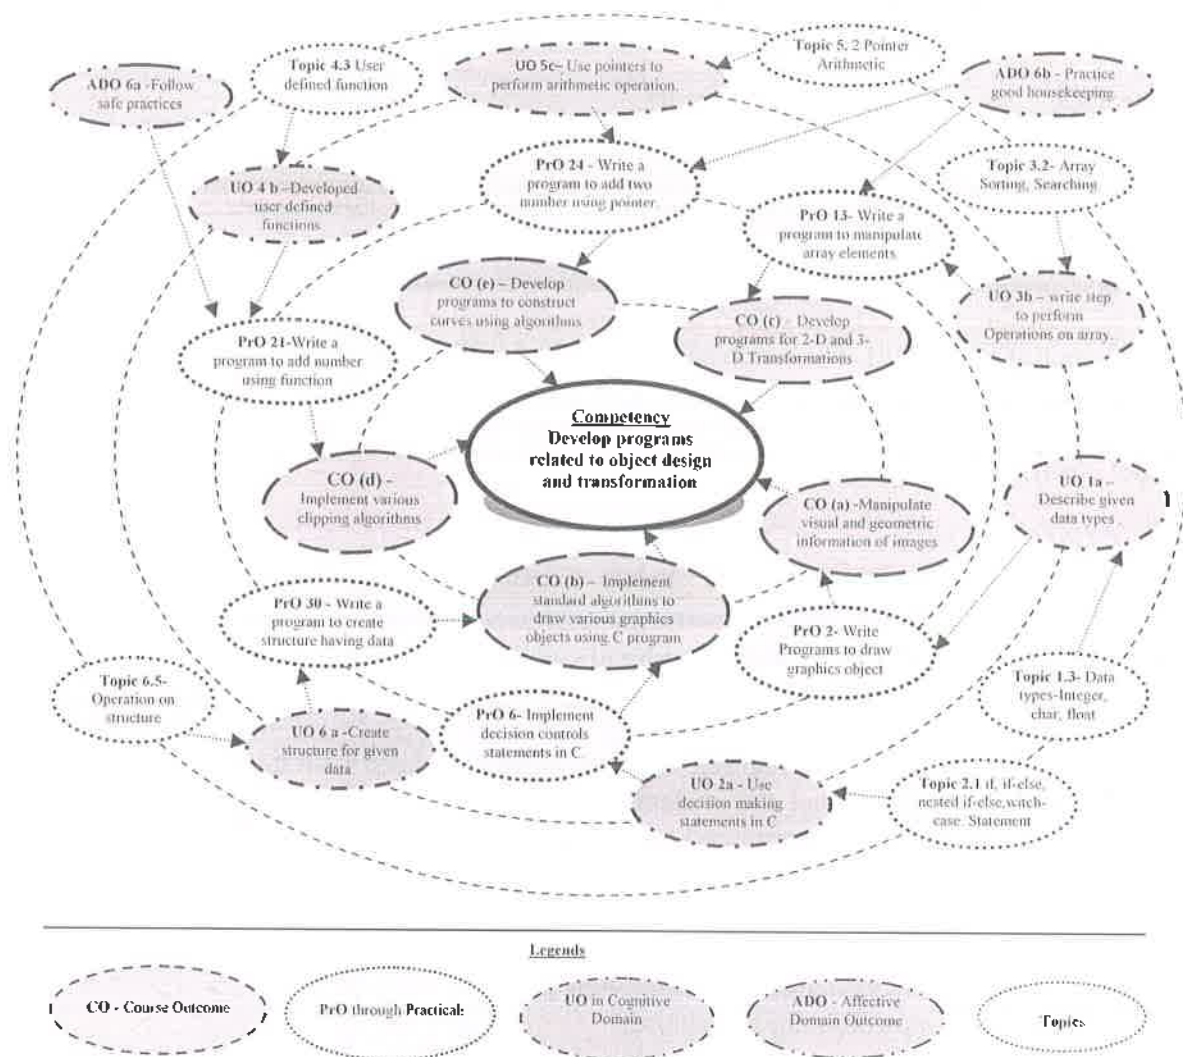 Topic 4.3 User
defined function
UO 5c– Use pointers to
perform arithmetic operation.
Topic 5. 2 Pointer
Arithmetic
ADO 6a -Follow
safe practices
ADO 6b - Practice
good housekeeping.
PrO 24 - Write a
program to add two
number using pointer.
Topic 3.2- Array
Sorting, Searching
UO 4 b –Developed
user defined
functions
PrO 13- Write a
program to manipulate
array elements.
CO (e) – Develop
programs to construct
curves using algorithms
UO 3b – write step
to perform
Operations on array.
CO (c) - Develop
programs for 2-D and 3-
D Transformations
PrO 21-Write a
program to add number
using function
Competency
Develop programs
related to object design
and transformation
CO (d) -
Implement various
clipping algorithms
UO 1a –
Describe given
data types
CO (a) -Manipulate
visual and geometric
information of images
CO (b) – Implement
standard algorithms to
draw various graphics
objects using C program
PrO 30 - Write a
program to create
structure having data
PrO 2- Write
Programs to draw
graphics object
Topic 6.5-
Operation on
structure
Topic 1.3- Data
types-Integer,
char, float
UO 6 a -Create
structure for given
data
PrO 6- Implement
decision controls
statements in C.
UO 2a - Use
decision making
statements in C
Topic 2.1 if, if-else,
nested if-else,
case. Statement
Legends
CO - Course Outcome
PrO through Practical:
UO in Cognitive
Domain
ADO - Affective
Domain Outcome
Topics